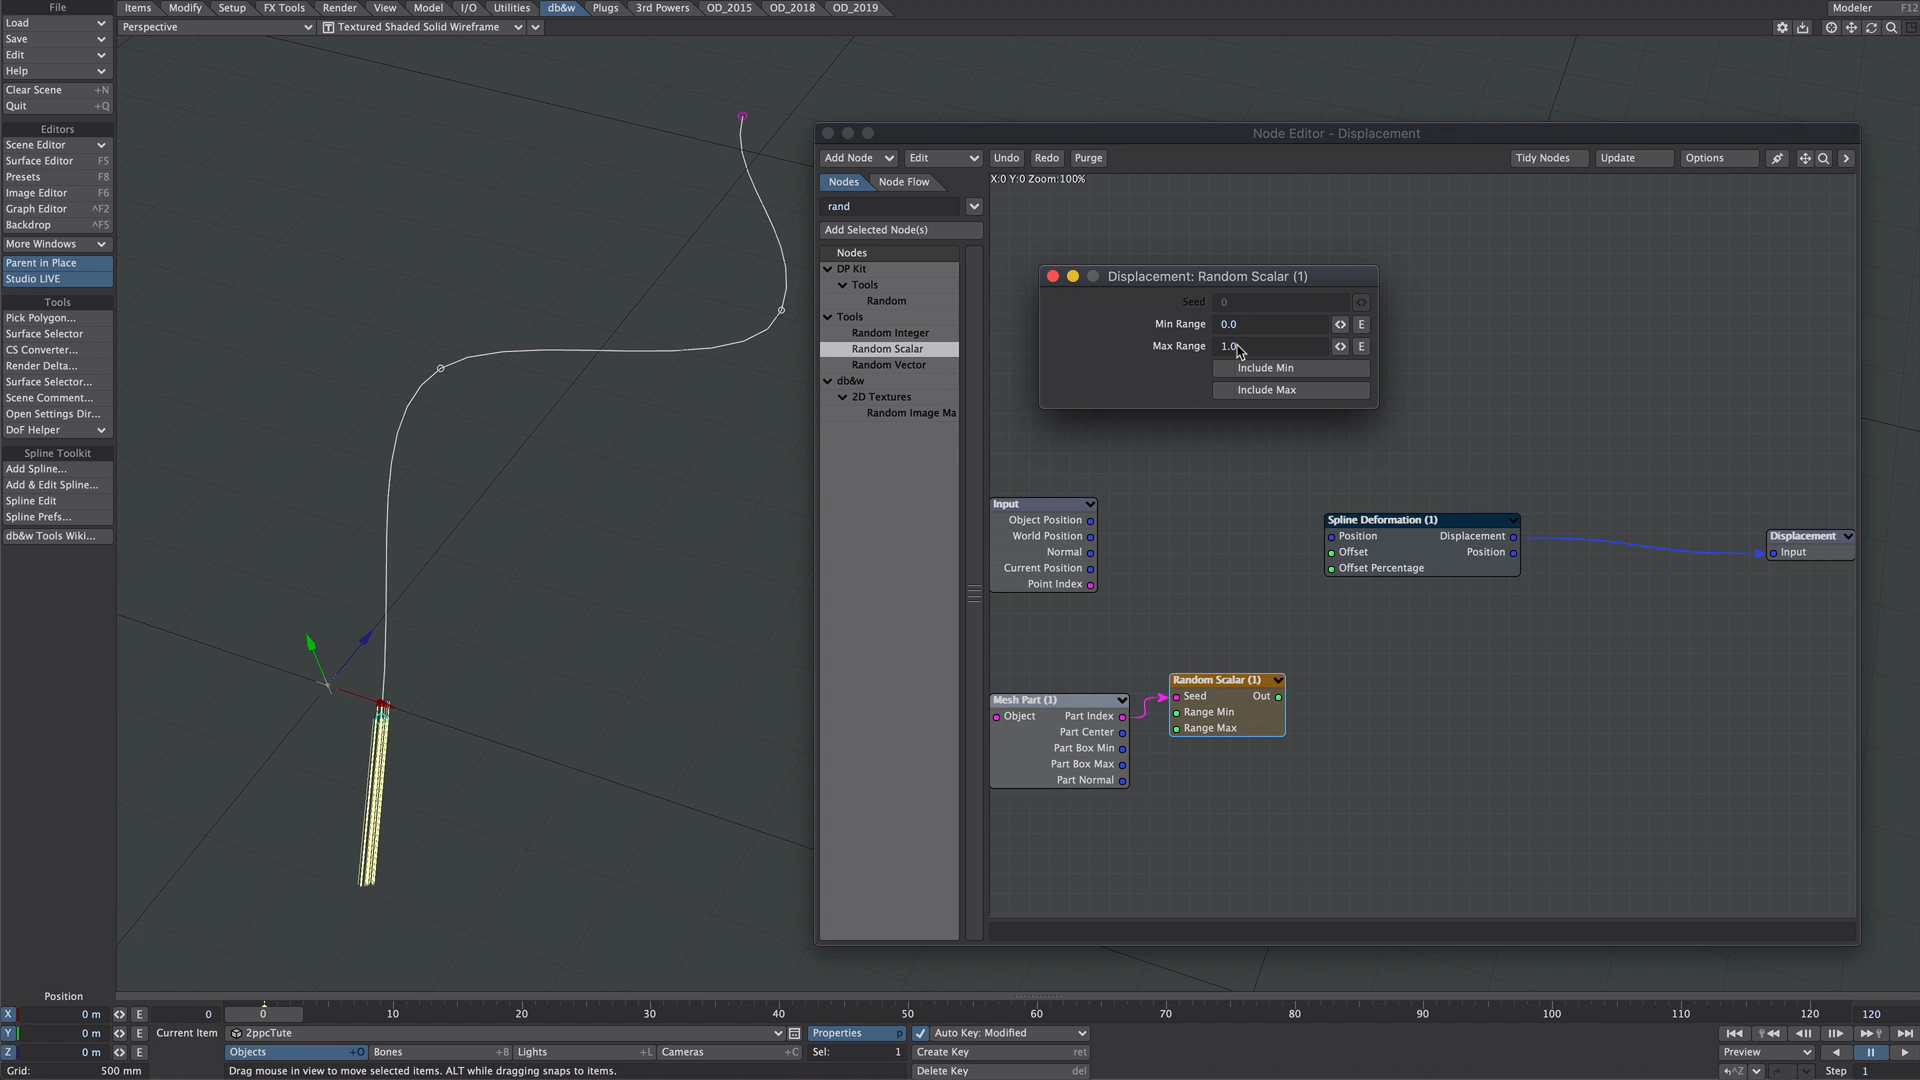 File Items Modify Setup FX Tools Render View Model I/O Utilities db&w Plugs 3rd Powers OD_2015 OD_2018 OD_2019 Modeler F12
Load
Save
Edit
Help
Clear Scene +N
Quit +Q
Editors
Scene Editor
Surface Editor F5
Presets F8
Image Editor F6
Graph Editor ^F2
Backdrop ^F5
More Windows
Parent in Place
Studio LIVE
Tools
Pick Polygon...
Surface Selector
CS Converter...
Render Delta...
Surface Selector...
Scene Comment...
Open Settings Dir...
DoF Helper
Spline Toolkit
Add Spline...
Add & Edit Spline...
Spline Edit
Spline Prefs...
db&w Tools Wiki...
Perspective Textured Shaded Solid Wireframe
Node Editor - Displacement
Add Node Edit Undo Redo Purge Tidy Nodes Update Options
Nodes Node Flow X:0 Y:0 Zoom:100%
rand
Add Selected Node(s)
Nodes
DP Kit
Tools
Random
Tools
Random Integer
Random Scalar
Random Vector
db&w
2D Textures
Random Image Ma
Displacement: Random Scalar (1)
Seed 0
Min Range 0.0 E
Max Range 1.0 E
Include Min
Include Max
Input
Object Position
World Position
Normal
Current Position
Point Index
Spline Deformation (1)
Position Displacement
Offset Position
Offset Percentage
Displacement
Input
Mesh Part (1)
Object Part Index
Part Center
Part Box Min
Part Box Max
Part Normal
Random Scalar (1)
Seed Out
Range Min
Range Max
Position
X 0 m E 0 0 10 20 30 40 50 60 70 80 90 100 110 120 120
Y 0 m E Current Item 2ppcTute Properties p Auto Key: Modified
Z 0 m E Objects +O Bones +B Lights +L Cameras +C Sel: 1 Create Key ret Preview
Grid: 500 mm Drag mouse in view to move selected items. ALT while dragging snaps to items. Delete Key del ^Z Step 1